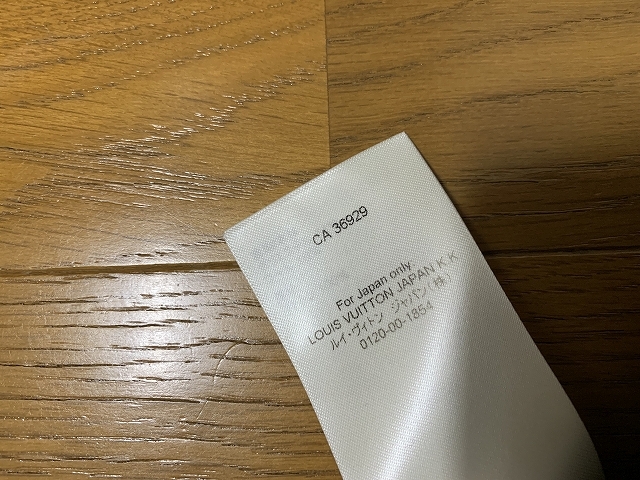 CA 36929
For Japan only
LOUIS VUITTON JAPAN K.K
ルイ・ヴィトン ジャパン(株)
0120-00-1854